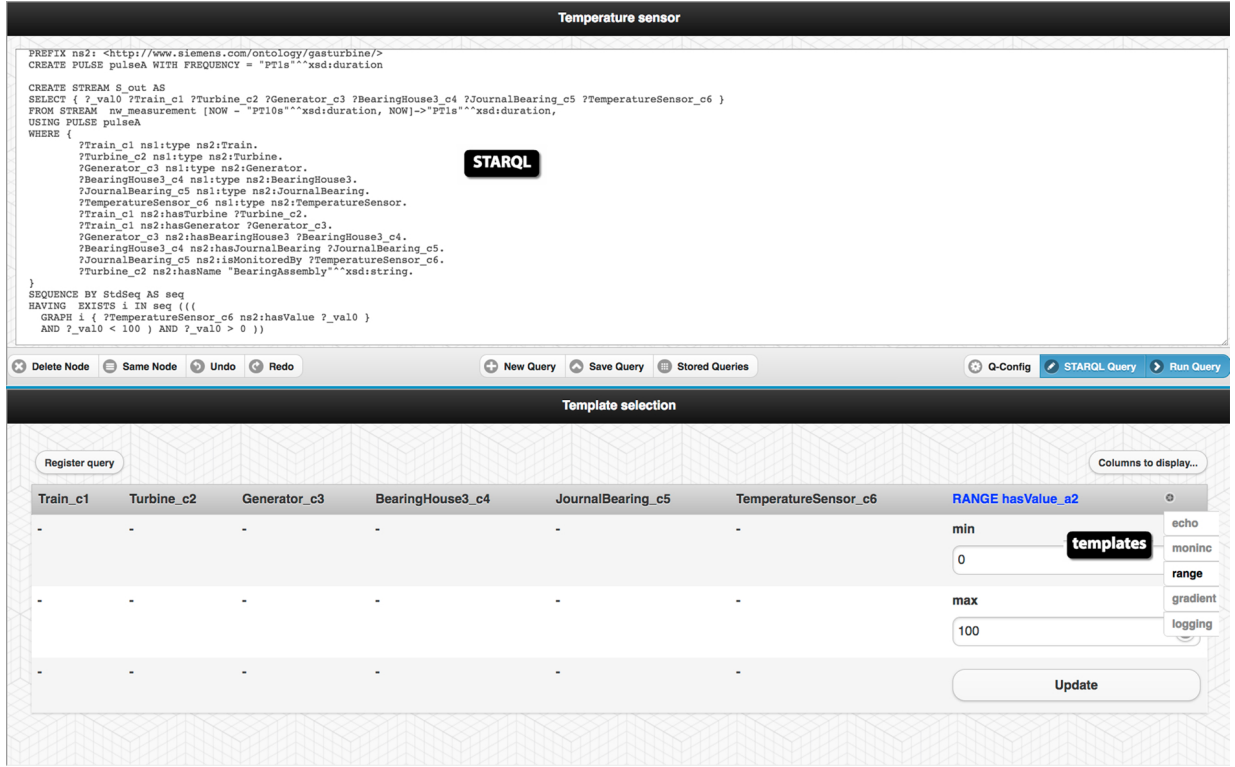 Temperature sensor
PREFIX ns2: <http://www.siemens.com/ontology/gasturbine/>
CREATE PULSE pulseA WITH FREQUENCY = "PT1s"^^xsd:duration
CREATE STREAM S_out AS
SELECT { ?_val0 ?Train_c1 ?Turbine_c2 ?Generator_c3 ?BearingHouse3_c4 ?JournalBearing_c5 ?TemperatureSensor_c6 }
FROM STREAM  nw_measurement [NOW - "PT10s"^^xsd:duration, NOW]->"PT1s"^^xsd:duration,
USING PULSE pulseA
WHERE {
?Train_c1 ns1:type ns2:Train.
?Turbine_c2 ns1:type ns2:Turbine.
?Generator_c3 ns1:type ns2:Generator.
?BearingHouse3_c4 ns1:type ns2:BearingHouse3.
?JournalBearing_c5 ns1:type ns2:JournalBearing.
?TemperatureSensor_c6 ns1:type ns2:TemperatureSensor.
?Train_c1 ns2:hasTurbine ?Turbine_c2.
?Train_c1 ns2:hasGenerator ?Generator_c3.
?Generator_c3 ns2:hasBearingHouse3 ?BearingHouse3_c4.
?BearingHouse3_c4 ns2:hasJournalBearing ?JournalBearing_c5.
?JournalBearing_c5 ns2:isMonitoredBy ?TemperatureSensor_c6.
?Turbine_c2 ns2:hasName "BearingAssembly"^^xsd:string.
}
SEQUENCE BY StdSeq AS seq
HAVING  EXISTS i IN seq (((
GRAPH i { ?TemperatureSensor_c6 ns2:hasValue ?_val0 }
AND ?_val0 < 100 ) AND ?_val0 > 0 ))
STARQL
Delete Node Same Node Undo Redo New Query Save Query Stored Queries Q-Config STARQL Query Run Query
Template selection
Register query Columns to display...
Train_c1 Turbine_c2 Generator_c3 BearingHouse3_c4 JournalBearing_c5 TemperatureSensor_c6 RANGE hasValue_a2
- - - - - - min
0
templates
echo
moninc
range
gradient
logging
- - - - - - max
100
- - - - - - Update